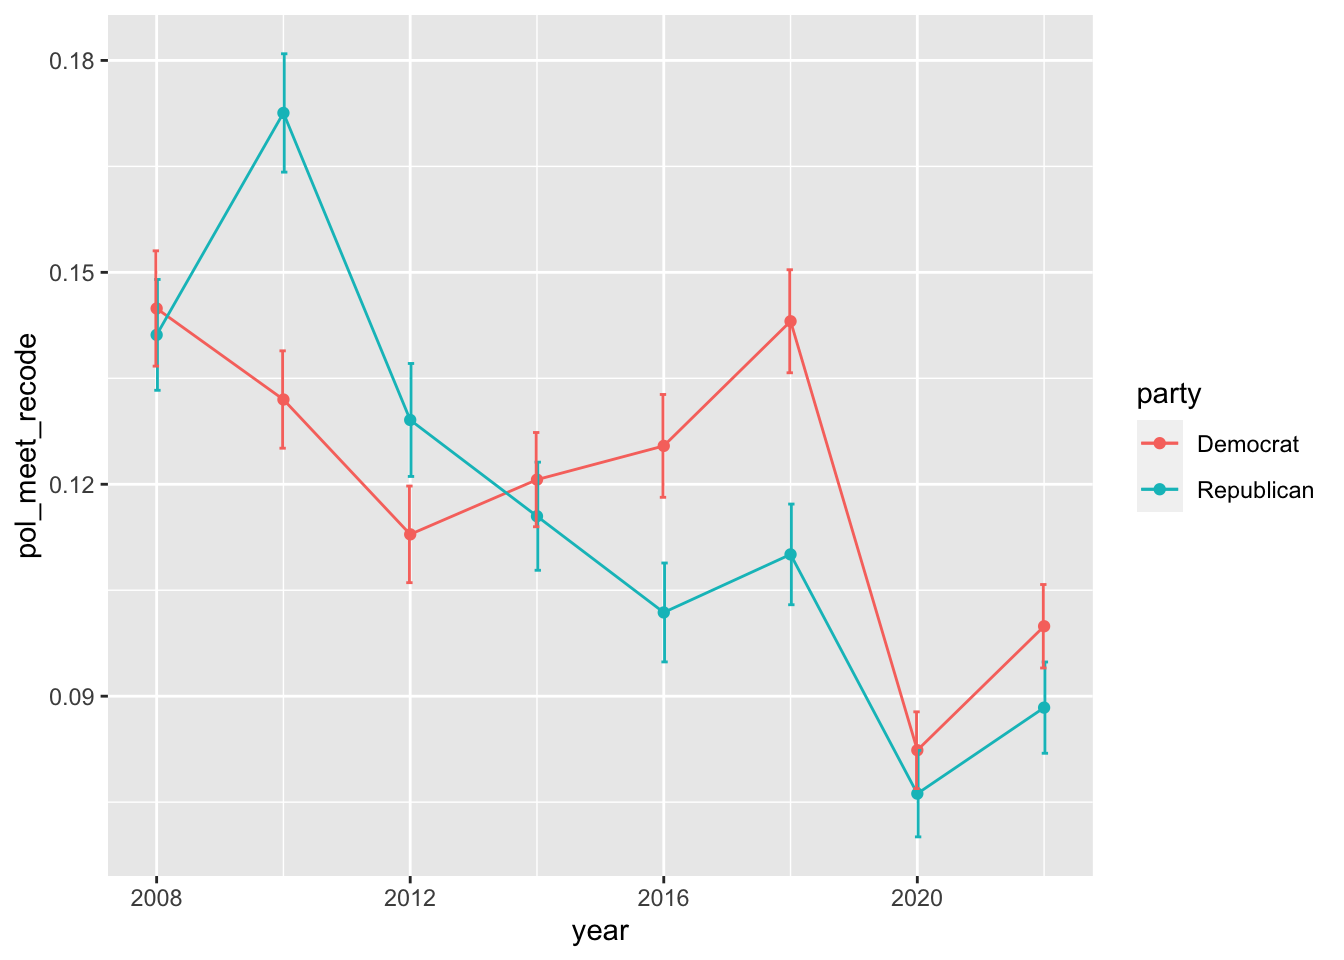 0.18
0.15
0.12
0.09
pol_meet_recode
2008
2012
2016
2020
year
party
Democrat
Republican